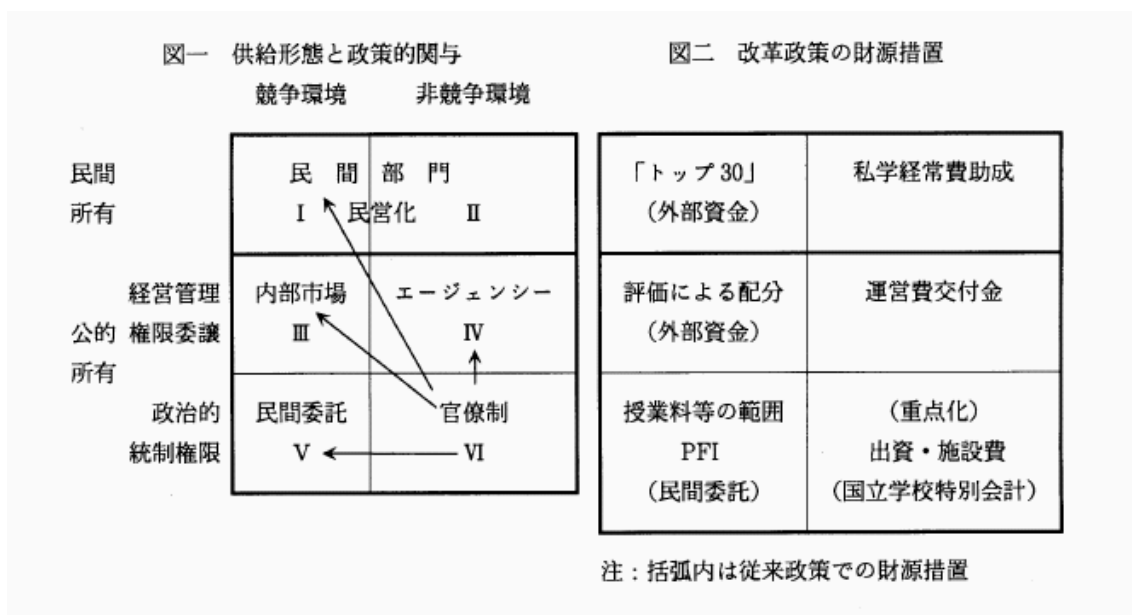 図一 供給形態と政策的関与
競争環境 非競争環境
民間
所有
民間部門
Ⅰ 民営化 Ⅱ
経営管理
公的 権限委譲
所有
内部市場 エージェンシー
Ⅲ Ⅳ
政治的
統制権限
民間委託 官僚制
Ⅴ Ⅵ
図二 改革政策の財源措置
「トップ30」 私学経常費助成
(外部資金)
評価による配分 運営費交付金
(外部資金)
授業料等の範囲 (重点化)
PFI 出資・施設費
(民間委託) (国立学校特別会計)
注:括弧内は従来政策での財源措置